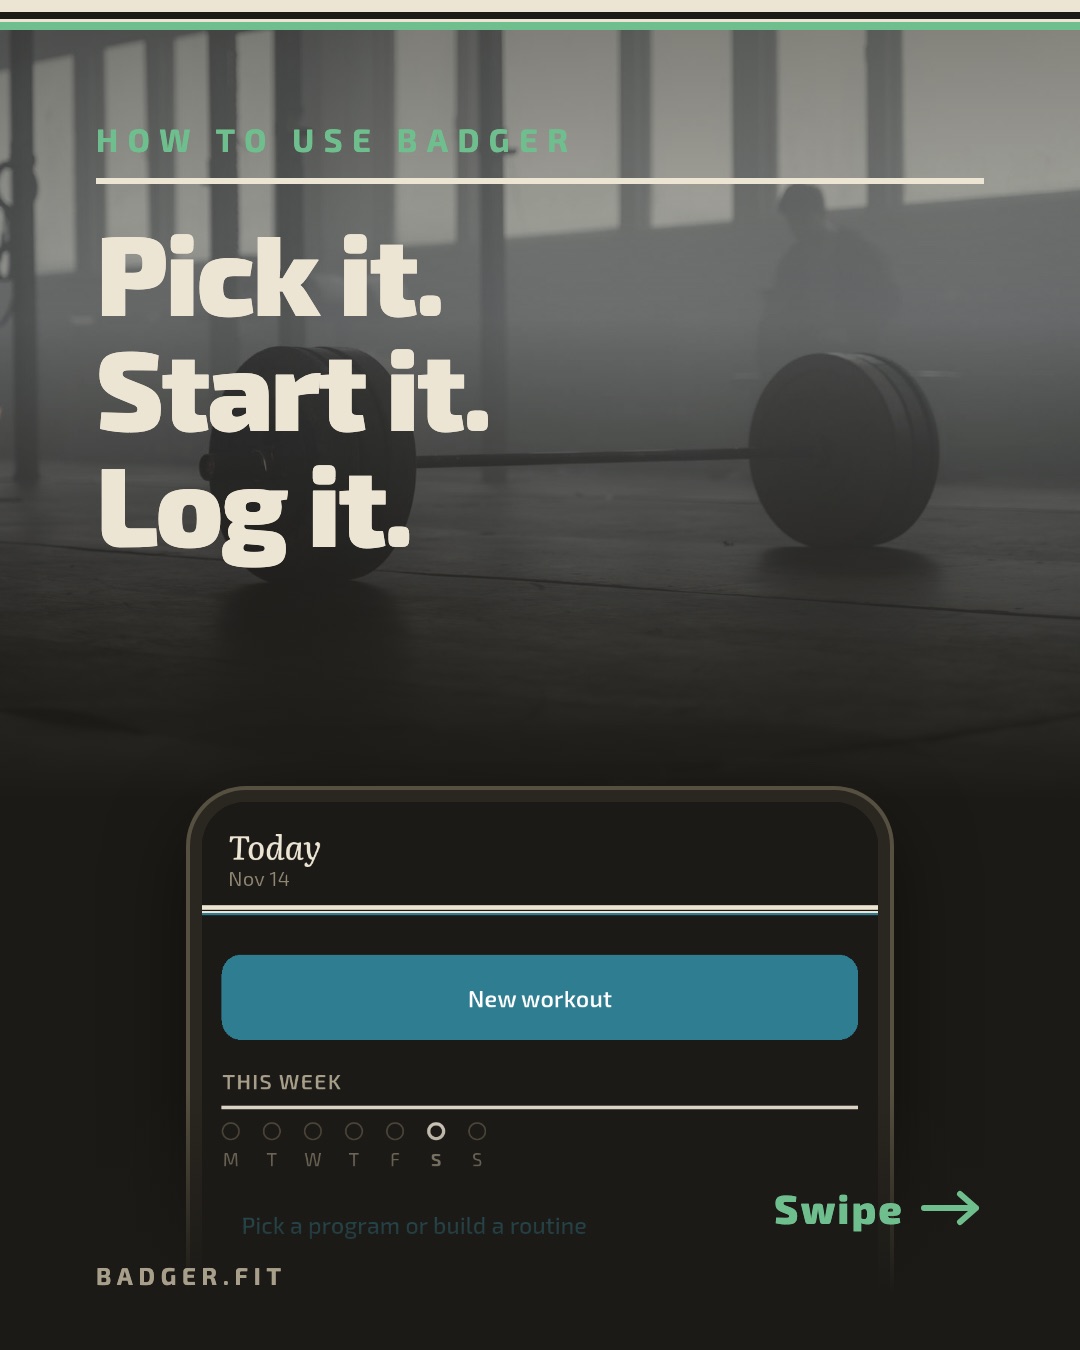 HOW TO USE BADGER
Pick it.
Start it.
Log it.
Today
Nov 14
New workout
THIS WEEK
M T W T F S S
Pick a program or build a routine
Swipe
BADGER.FIT